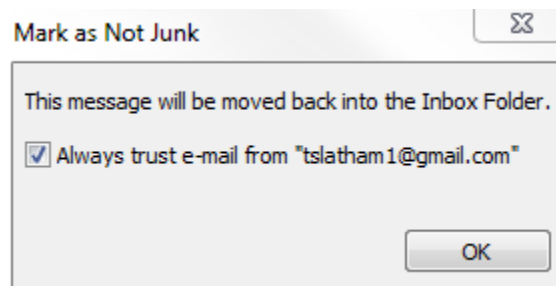 Mark as Not Junk
This message will be moved back into the Inbox Folder.
Always trust e-mail from "tslatham1@gmail.com"
OK